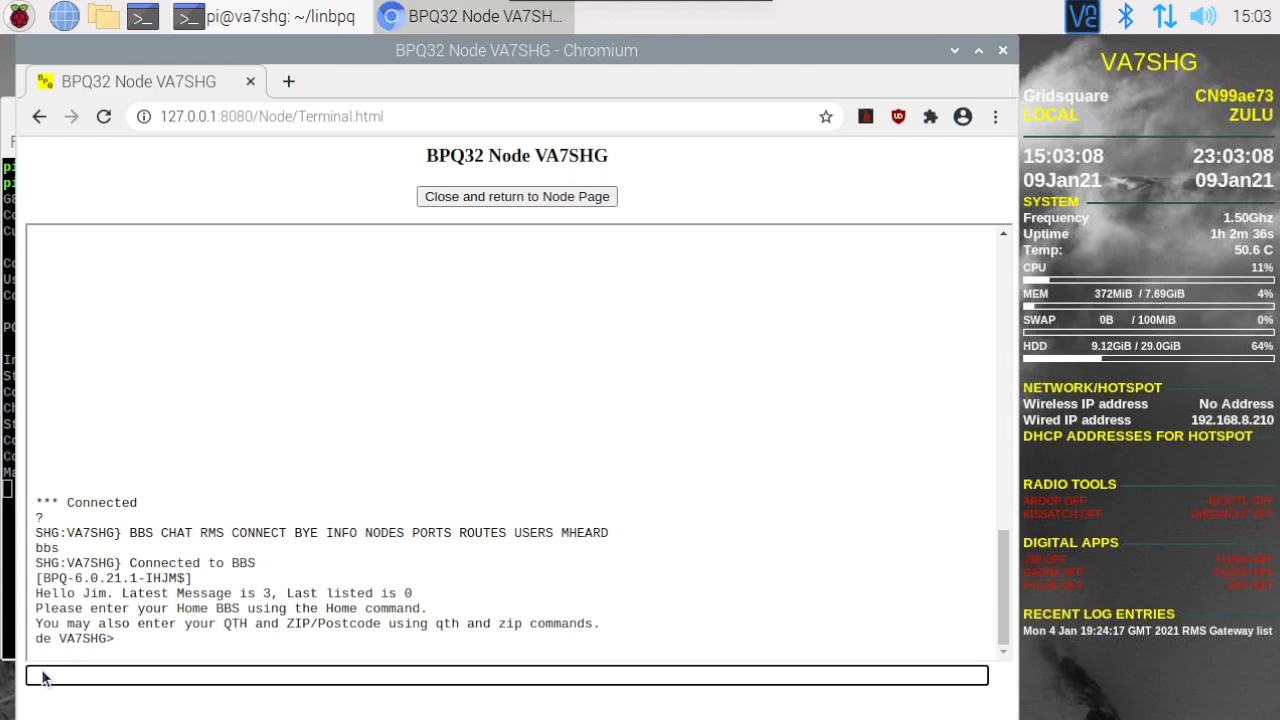 pi@va7shg: ~/linbpq
BPQ32 Node VA7SH...
15:03
BPQ32 Node VA7SHG - Chromium
BPQ32 Node VA7SHG
127.0.0.1:8080/Node/Terminal.html
BPQ32 Node VA7SHG
Close and return to Node Page
*** Connected
?
SHG:VA7SHG} BBS CHAT RMS CONNECT BYE INFO NODES PORTS ROUTES USERS MHEARD
bbs
SHG:VA7SHG} Connected to BBS
[BPQ-6.0.21.1-IHJM$]
Hello Jim. Latest Message is 3, Last listed is 0
Please enter your Home BBS using the Home command.
You may also enter your QTH and ZIP/Postcode using qth and zip commands.
de VA7SHG>
VA7SHG
Gridsquare CN99ae73
LOCAL ZULU
15:03:08 23:03:08
09Jan21 09Jan21
SYSTEM
Frequency 1.50Ghz
Uptime 1h 2m 36s
Temp: 50.6 C
CPU 11%
MEM 372MiB / 7.69GiB 4%
SWAP 0B / 100MiB 0%
HDD 9.12GiB / 29.0GiB 64%
NETWORK/HOTSPOT
Wireless IP address No Address
Wired IP address 192.168.8.210
DHCP ADDRESSES FOR HOTSPOT
RADIO TOOLS
ARDOP OFF
KISSATCH OFF
DIGITAL APPS
RECENT LOG ENTRIES
Mon 4 Jan 19:24:17 GMT 2021 RMS Gateway list